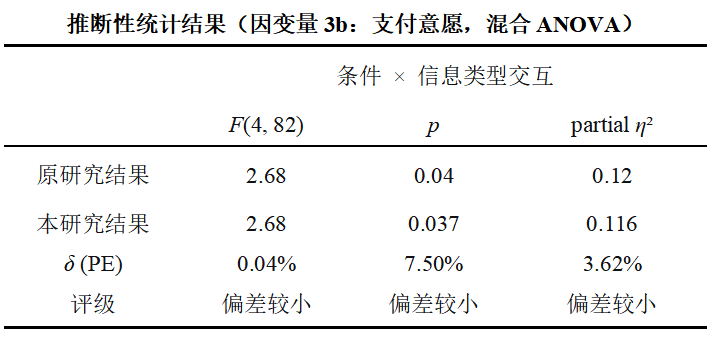 推断性统计结果（因变量 3b：支付意愿，混合 ANOVA）
条件 × 信息类型交互
F(4, 82) p partial η²
原研究结果 2.68 0.04 0.12
本研究结果 2.68 0.037 0.116
δ (PE) 0.04% 7.50% 3.62%
评级 偏差较小 偏差较小 偏差较小